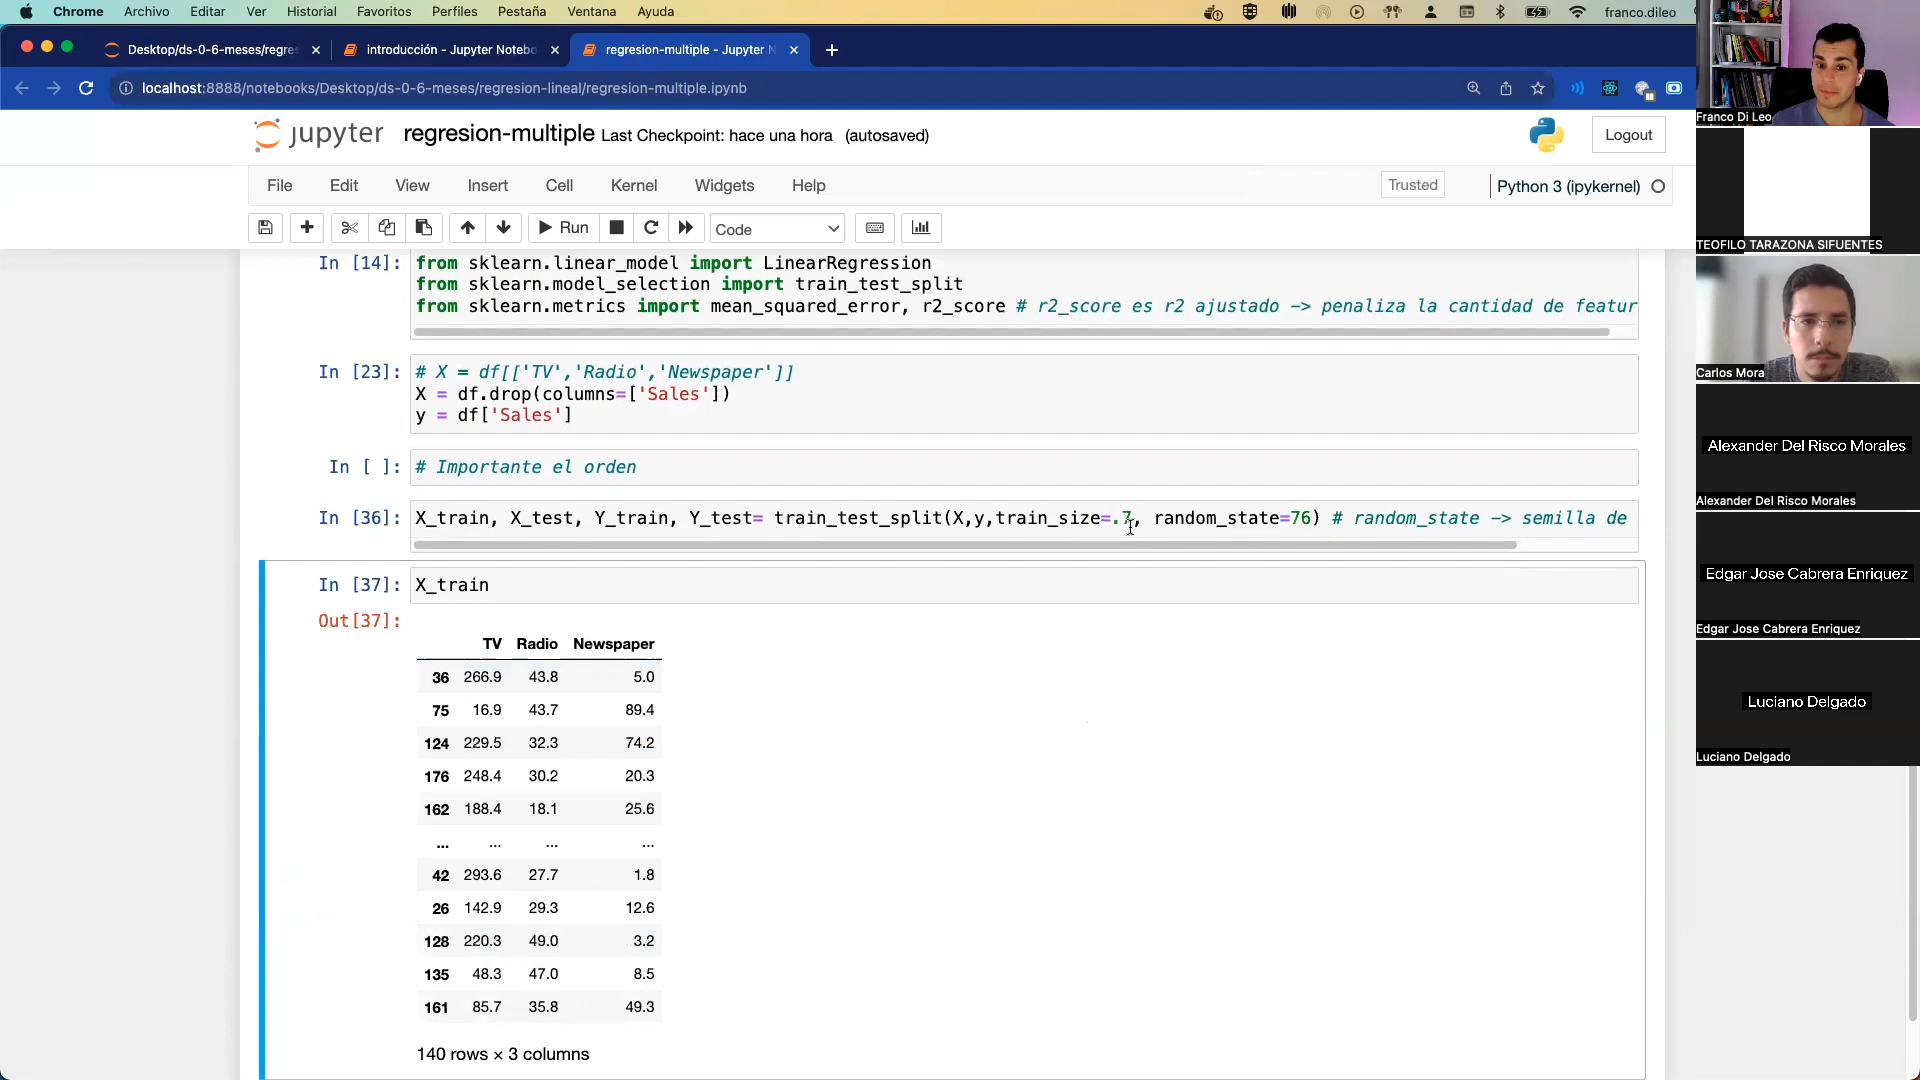 Chrome Archivo Editar Ver Historial Favoritos Perfiles Pestaña Ventana Ayuda franco.dileo
Desktop/ds-0-6-meses/regre
introducción - Jupyter Notebo
regresion-multiple - Jupyter N
localhost:8888/notebooks/Desktop/ds-0-6-meses/regresion-lineal/regresion-multiple.ipynb
jupyter regresion-multiple Last Checkpoint: hace una hora (autosaved)
Logout
File Edit View Insert Cell Kernel Widgets Help
Trusted
Python 3 (ipykernel)
Run
Code
In [14]: from sklearn.linear_model import LinearRegression
from sklearn.model_selection import train_test_split
from sklearn.metrics import mean_squared_error, r2_score # r2_score es r2 ajustado -> penaliza la cantidad de featur
In [23]: # X = df[['TV','Radio','Newspaper']]
X = df.drop(columns=['Sales'])
y = df['Sales']
In [ ]: # Importante el orden
In [36]: X_train, X_test, Y_train, Y_test= train_test_split(X,y,train_size=.7, random_state=76) # random_state -> semilla de
In [37]: X_train
Out[37]:
TV Radio Newspaper
36 266.9 43.8 5.0
75 16.9 43.7 89.4
124 229.5 32.3 74.2
176 248.4 30.2 20.3
162 188.4 18.1 25.6
... ... ... ...
42 293.6 27.7 1.8
26 142.9 29.3 12.6
128 220.3 49.0 3.2
135 48.3 47.0 8.5
161 85.7 35.8 49.3
140 rows × 3 columns
Franco Di Leo
TEOFILO TARAZONA SIFUENTES
Carlos Mora
Alexander Del Risco Morales
Alexander Del Risco Morales
Edgar Jose Cabrera Enriquez
Edgar Jose Cabrera Enriquez
Luciano Delgado
Luciano Delgado